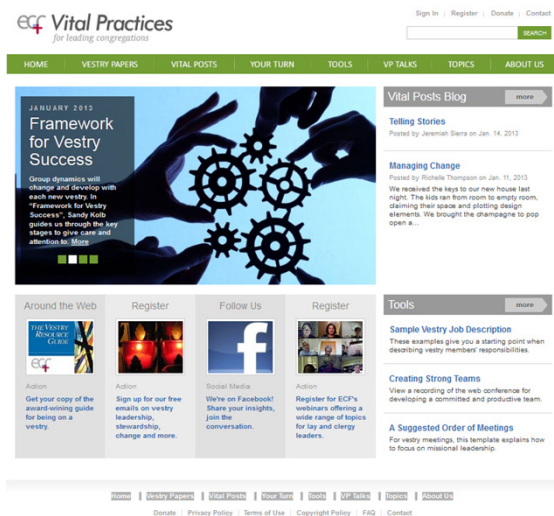 Sign In | Register | Donate | Contact
ecf Vital Practices
for leading congregations
SEARCH
HOME VESTRY PAPERS VITAL POSTS YOUR TURN TOOLS VP TALKS TOPICS ABOUT US
JANUARY 2013
Framework
for Vestry
Success
Group dynamics will
change and develop with
each new vestry. In
"Framework for Vestry
Success", Sandy Kolb
guides us through the key
stages to give care and
attention to. More
Vital Posts Blog more
Telling Stories
Posted by Jeremiah Sierra on Jan. 14, 2013
Managing Change
Posted by Richelle Thompson on Jan. 11, 2013
We received the keys to our new house last
night. The kids ran from room to empty room,
claiming their space and plotting design
elements. We brought the champagne to pop
open a...
Around the Web
THE VESTRY
RESOURCE
GUIDE
ecf
Action
Get your copy of the
award-wining guide
for being on a
vestry.
Register
Action
Sign up for our free
emails on vestry
leadership,
stewardship,
change and more.
Follow Us
f
Social Media
We're on Facebook!
Share your insights,
join the
conversation.
Register
Action
Register for ECF's
webinars offering a
wide range of topics
for lay and clergy
leaders.
Tools more
Sample Vestry Job Description
These examples give you a starting point when
describing vestry members' responsibilities.
Creating Strong Teams
View a recording of the web conference for
developing a committed and productive team.
A Suggested Order of Meetings
For vestry meetings, this template explains how
to focus on missional leadership.
Home | Vestry Papers | Vital Posts | Your Turn | Tools | VP Talks | Topics | About Us
Donate | Privacy Policy | Terms of Use | Copyright Policy | FAQ | Contact